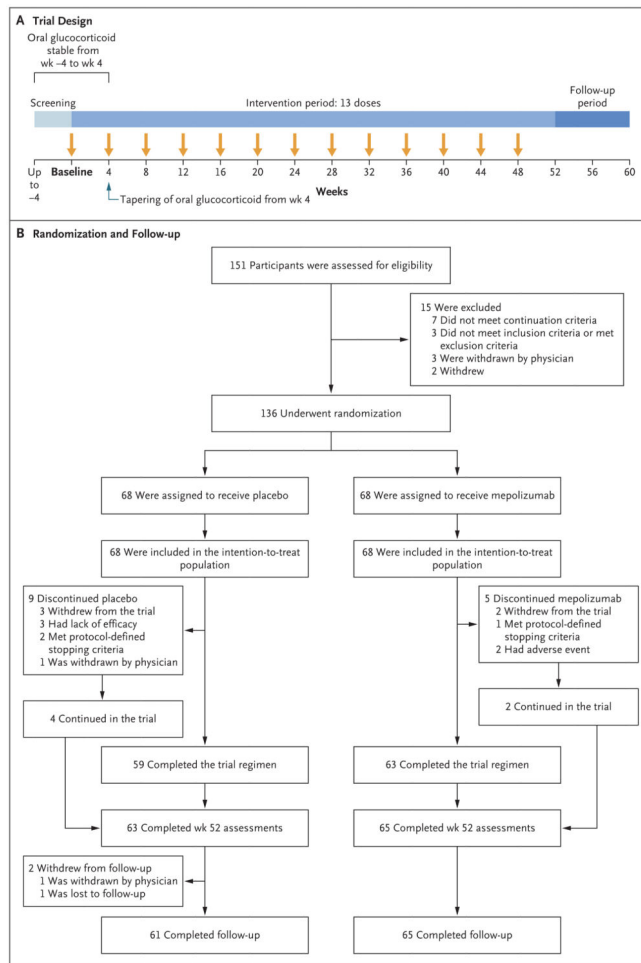 A Trial Design
Oral glucocorticoid
stable from
wk –4 to wk 4
Screening
Intervention period: 13 doses
Follow-up
period
Up
to
–4
Baseline 4 8 12 16 20 24 28 32 36 40 44 48 52 56 60
Weeks
Tapering of oral glucocorticoid from wk 4
B Randomization and Follow-up
151 Participants were assessed for eligibility
15 Were excluded
7 Did not meet continuation criteria
3 Did not meet inclusion criteria or met
exclusion criteria
3 Were withdrawn by physician
2 Withdrew
136 Underwent randomization
68 Were assigned to receive placebo
68 Were assigned to receive mepolizumab
68 Were included in the intention-to-treat
population
68 Were included in the intention-to-treat
population
9 Discontinued placebo
3 Withdrew from the trial
3 Had lack of efficacy
2 Met protocol-defined
stopping criteria
1 Was withdrawn by physician
5 Discontinued mepolizumab
2 Withdrew from the trial
1 Met protocol-defined
stopping criteria
2 Had adverse event
4 Continued in the trial
2 Continued in the trial
59 Completed the trial regimen
63 Completed the trial regimen
63 Completed wk 52 assessments
65 Completed wk 52 assessments
2 Withdrew from follow-up
1 Was withdrawn by physician
1 Was lost to follow-up
61 Completed follow-up
65 Completed follow-up